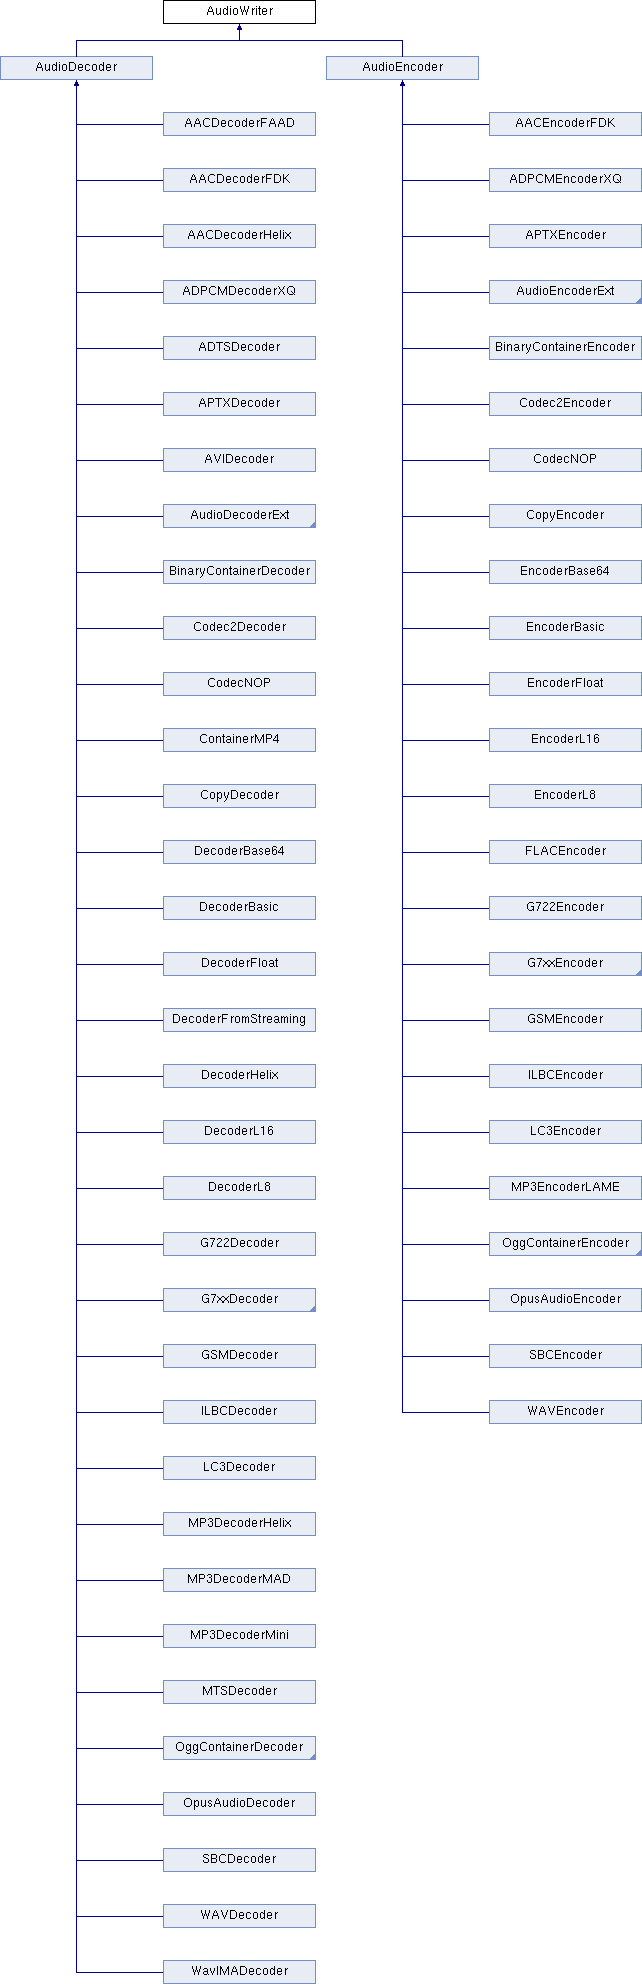 AudioWriter
AudioDecoder
AudioEncoder
AACDecoderFAAD
AACEncoderFDK
AACDecoderFDK
ADPCMEncoderXQ
AACDecoderHelix
APTXEncoder
ADPCMDecoderXQ
AudioEncoderExt
ADTSDecoder
BinaryContainerEncoder
APTXDecoder
Codec2Encoder
AVIDecoder
CodecNOP
AudioDecoderExt
CopyEncoder
BinaryContainerDecoder
EncoderBase64
Codec2Decoder
EncoderBasic
CodecNOP
EncoderFloat
ContainerMP4
EncoderL16
CopyDecoder
EncoderL8
DecoderBase64
FLACEncoder
DecoderBasic
G722Encoder
DecoderFloat
G7xxEncoder
DecoderFromStreaming
GSMEncoder
DecoderHelix
ILBCEncoder
DecoderL16
LC3Encoder
DecoderL8
MP3EncoderLAME
G722Decoder
OggContainerEncoder
G7xxDecoder
OpusAudioEncoder
GSMDecoder
SBCEncoder
ILBCDecoder
WAVEncoder
LC3Decoder
MP3DecoderHelix
MP3DecoderMAD
MP3DecoderMini
MTSDecoder
OggContainerDecoder
OpusAudioDecoder
SBCDecoder
WAVDecoder
WavIMADecoder